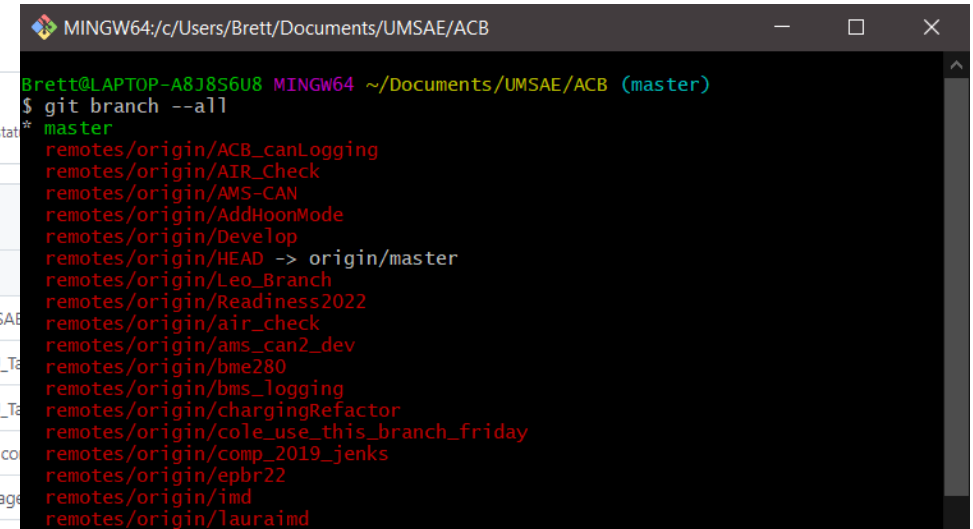 MINGW64:/c/Users/Brett/Documents/UMSAE/ACB
Brett@LAPTOP-A8J8S6U8 MINGW64 ~/Documents/UMSAE/ACB (master)
$ git branch --all
* master
remotes/origin/ACB_canLogging
remotes/origin/AIR_Check
remotes/origin/AMS-CAN
remotes/origin/AddHoonMode
remotes/origin/Develop
remotes/origin/HEAD -> origin/master
remotes/origin/Leo_Branch
remotes/origin/Readiness2022
remotes/origin/air_check
remotes/origin/ams_can2_dev
remotes/origin/bme280
remotes/origin/bms_logging
remotes/origin/chargingRefactor
remotes/origin/cole_use_this_branch_friday
remotes/origin/comp_2019_jenks
remotes/origin/epbr22
remotes/origin/imd
remotes/origin/lauraimd